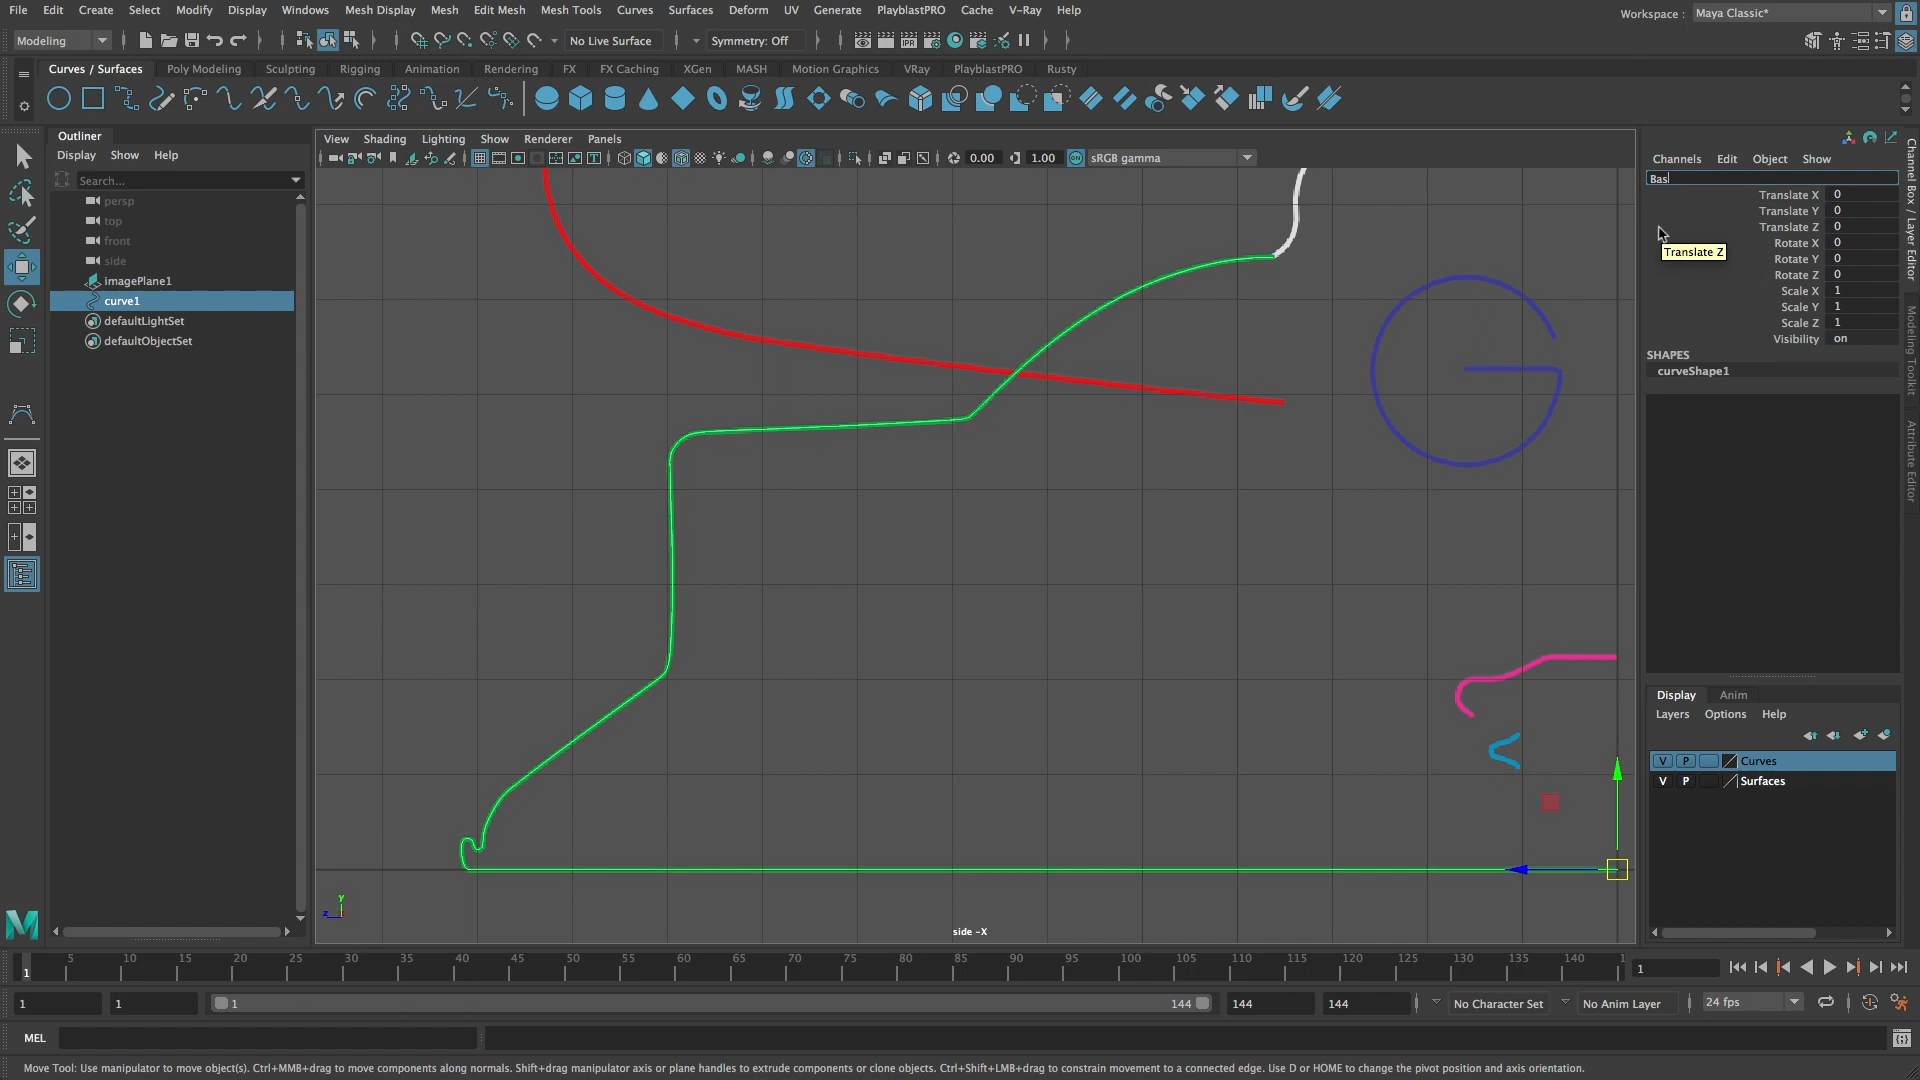 File Edit Create Select Modify Display Windows Mesh Display Mesh Edit Mesh Mesh Tools Curves Surfaces Deform UV Generate PlayblastPRO Cache V-Ray Help
Workspace : Maya Classic*
Modeling
No Live Surface
Symmetry: Off
Curves / Surfaces Poly Modeling Sculpting Rigging Animation Rendering FX FX Caching XGen MASH Motion Graphics VRay PlayblastPRO Rusty
Outliner
Display Show Help
Search...
persp
top
front
side
imagePlane1
curve1
defaultLightSet
defaultObjectSet
View Shading Lighting Show Renderer Panels
0.00 1.00 sRGB gamma
side -X
Channels Edit Object Show
Bas
Translate X 0
Translate Y 0
Translate Z 0
Rotate X 0
Rotate Y 0
Rotate Z 0
Scale X 1
Scale Y 1
Scale Z 1
Visibility on
Translate Z
SHAPES
curveShape1
Channel Box / Layer Editor
Modeling Toolkit
Attribute Editor
Display Anim
Layers Options Help
V P Curves
V P Surfaces
5 10 15 20 25 30 35 40 45 50 55 60 65 70 75 80 85 90 95 100 105 110 115 120 125 130 135 140 1
1
1
1 1 1 144 144 144 No Character Set No Anim Layer 24 fps
MEL
Move Tool: Use manipulator to move object(s). Ctrl+MMB+drag to move components along normals. Shift+drag manipulator axis or plane handles to extrude components or clone objects. Ctrl+Shift+LMB+drag to constrain movement to a connected edge. Use D or HOME to change the pivot position and axis orientation.